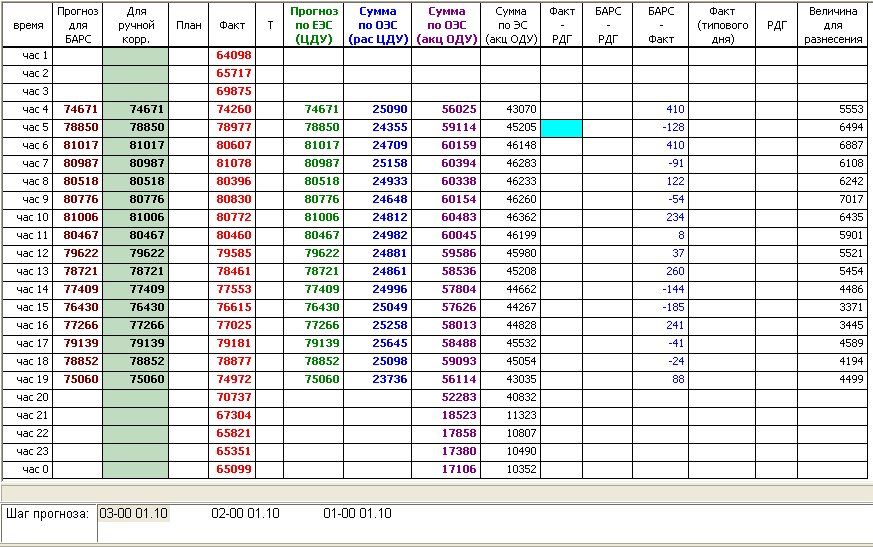 время Прогноз для БАРС Для ручной корр. План Факт Т Прогноз по ЕЭС (ЦДУ) Сумма по ОЭС (рас ЦДУ) Сумма по ОЭС (акц ОДУ) Сумма по ЭС (акц ОДУ) Факт - РДГ БАРС - РДГ БАРС - Факт Факт (типового дня) РДГ Величина для разнесения
час 1 64098
час 2 65717
час 3 69875
час 4 74671 74671 74260 74671 25090 56025 43070 410 5553
час 5 78850 78850 78977 78850 24355 59114 45205 -128 6494
час 6 81017 81017 80607 81017 24709 60159 46148 410 6887
час 7 80987 80987 81078 80987 25158 60394 46283 -91 6108
час 8 80518 80518 80396 80518 24933 60338 46233 122 6242
час 9 80776 80776 80830 80776 24648 60154 46260 -54 7017
час 10 81006 81006 80772 81006 24812 60483 46362 234 6435
час 11 80467 80467 80460 80467 24982 60045 46199 8 5901
час 12 79622 79622 79585 79622 24881 59586 45980 37 5521
час 13 78721 78721 78461 78721 24861 58536 45208 260 5454
час 14 77409 77409 77553 77409 24996 57804 44662 -144 4486
час 15 76430 76430 76615 76430 25049 57626 44267 -185 3371
час 16 77266 77266 77025 77266 25258 58013 44828 241 3445
час 17 79139 79139 79181 79139 25645 58488 45532 -41 4589
час 18 78852 78852 78877 78852 25098 59093 45054 -24 4194
час 19 75060 75060 74972 75060 23736 56114 43035 88 4499
час 20 70737 52283 40832
час 21 67304 18523 11323
час 22 65821 17858 10807
час 23 65351 17380 10490
час 0 65099 17106 10352
Шаг прогноза: 03-00 01.10 02-00 01.10 01-00 01.10